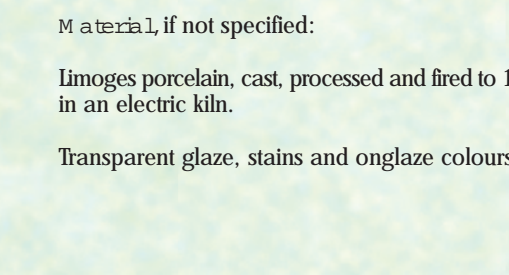 Material, if not specified:
Limoges porcelain, cast, processed and fired to 1
in an electric kiln.
Transparent glaze, stains and onglaze colours